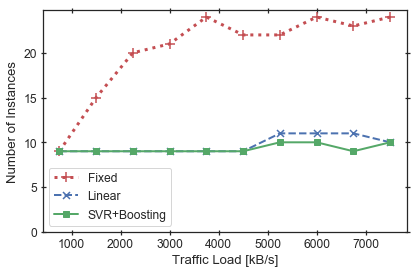 Number of Instances
20
15
10
5
0
Fixed
Linear
SVR+Boosting
1000 2000 3000 4000 5000 6000 7000
Traffic Load [kB/s]